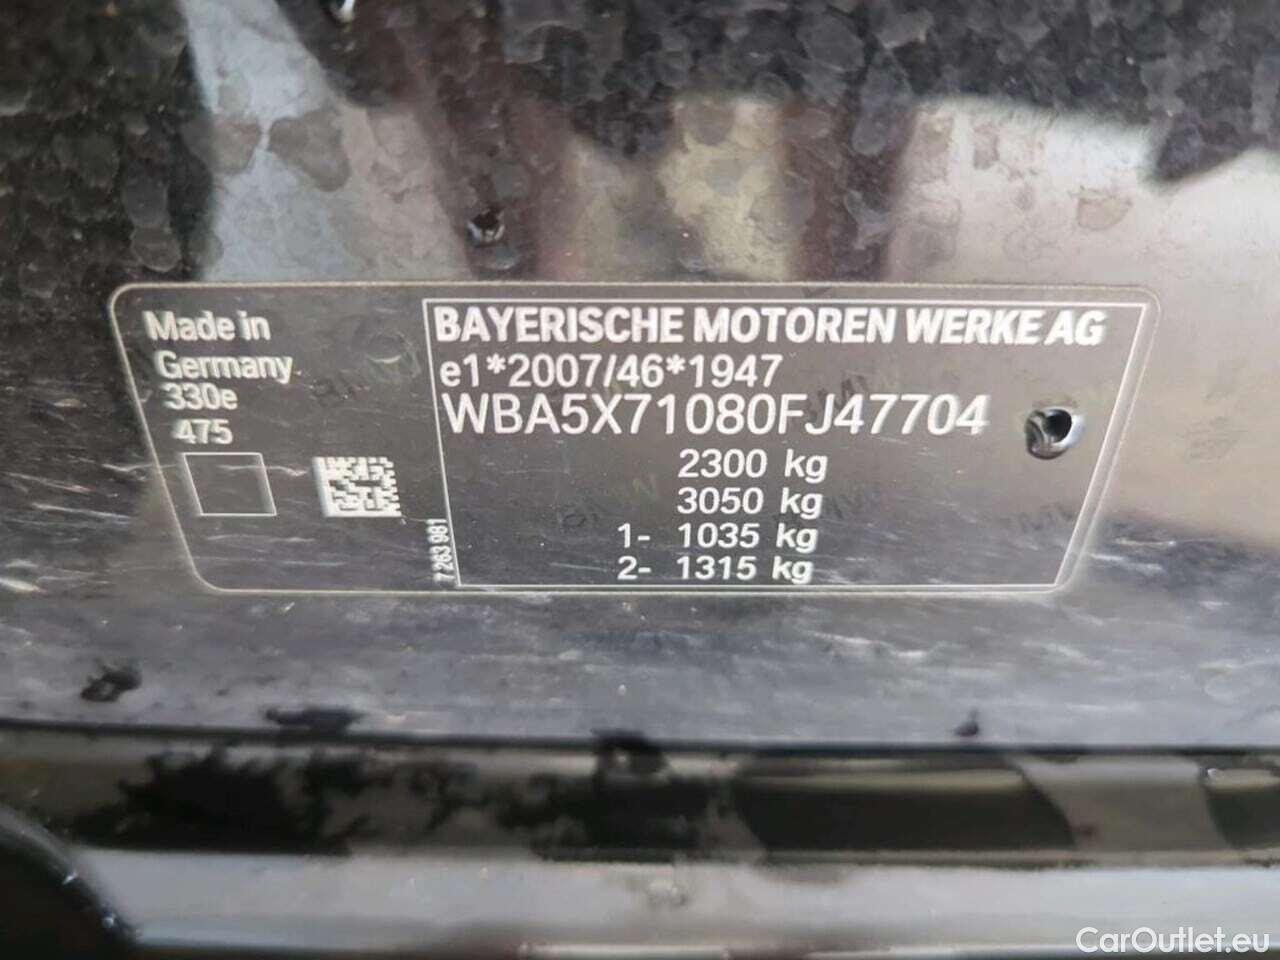 Made in
Germany
330e
475
7 263 981
BAYERISCHE MOTOREN WERKE AG
e1*2007/46*1947
WBA5X71080FJ47704
2300 kg
3050 kg
1- 1035 kg
2- 1315 kg
CarOutlet.eu